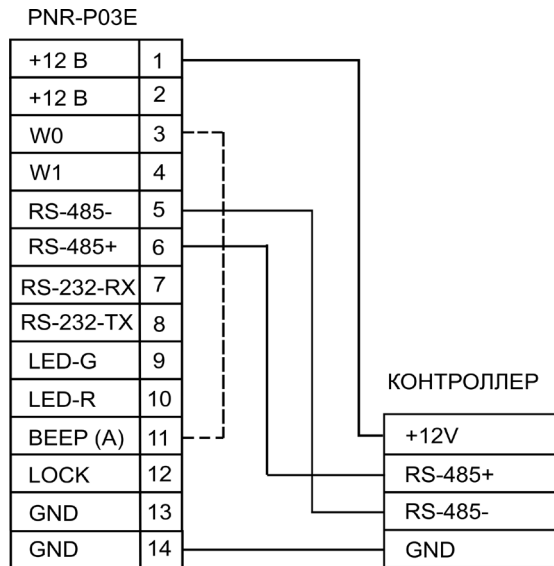 PNR-P03E
+12 В 1
+12 В 2
W0 3
W1 4
RS-485- 5
RS-485+ 6
RS-232-RX 7
RS-232-TX 8
LED-G 9
LED-R 10
BEEP (A) 11
LOCK 12
GND 13
GND 14
КОНТРОЛЛЕР
+12V
RS-485+
RS-485-
GND